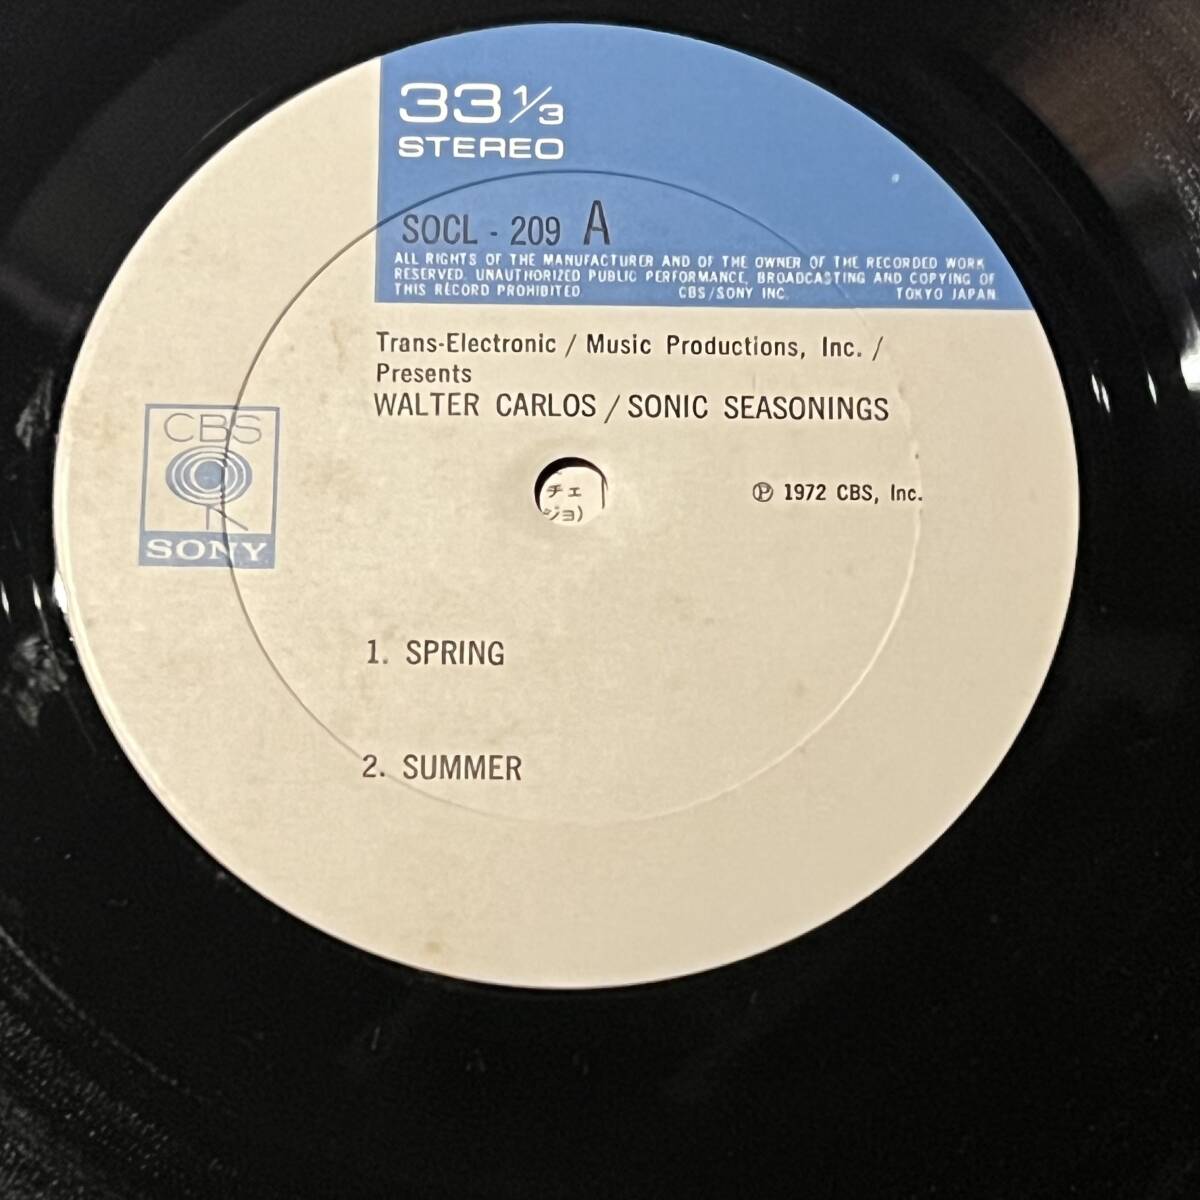 33 1/3
STEREO
SOCL - 209 A
ALL RIGHTS OF THE MANUFACTURER AND OF THE OWNER OF THE RECORDED WORK
RESERVED. UNAUTHORIZED PUBLIC PERFORMANCE, BROADCASTING AND COPYING OF
THIS RECORD PROHIBITED. CBS/SONY INC. TOKYO JAPAN
Trans-Electronic / Music Productions, Inc. /
Presents
WALTER CARLOS / SONIC SEASONINGS
CBS
SONY
チェ
ジョ)
℗ 1972 CBS, Inc.
1. SPRING
2. SUMMER